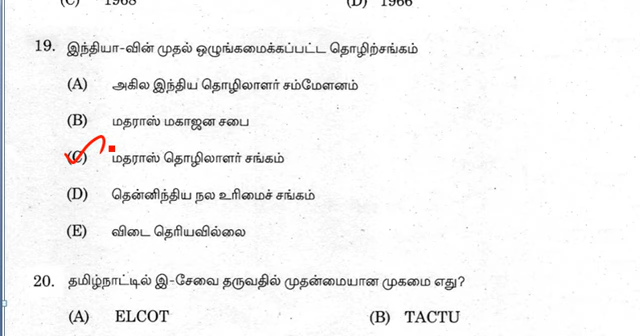 (C) 1968 (D) 1966
19. இந்தியா-வின் முதல் ஒழுங்கமைக்கப்பட்ட தொழிற்சங்கம்
(A) அகில இந்திய தொழிலாளர் சம்மேளனம்
(B) மதராஸ் மகாஜன சபை
(C) மதராஸ் தொழிலாளர் சங்கம்
(D) தென்னிந்திய நல உரிமைச் சங்கம்
(E) விடை தெரியவில்லை
20. தமிழ்நாட்டில் இ-சேவை தருவதில் முதன்மையான முகமை எது?
(A) ELCOT (B) TACTU